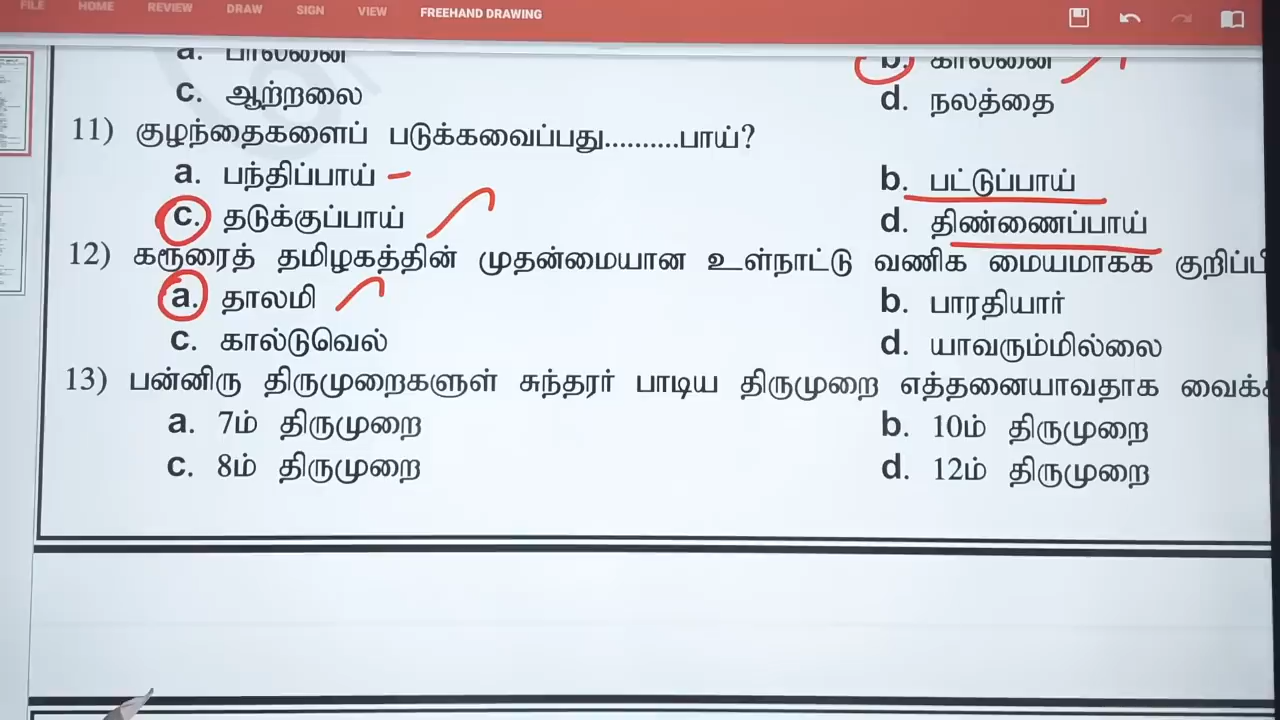 FILE HOME REVIEW DRAW SIGN VIEW FREEHAND DRAWING
a. பாலனை b. காலனை
c. ஆற்றலை d. நலத்தை
11) குழந்தைகளைப் படுக்கவைப்பது..........பாய்?
a. பந்திப்பாய் b. பட்டுப்பாய்
c. தடுக்குப்பாய் d. திண்ணைப்பாய்
12) கரூரைத் தமிழகத்தின் முதன்மையான உள்நாட்டு வணிக மையமாகக்
a. தாலமி b. பாரதியார்
c. கால்டுவெல் d. யாவரும்மில்லை
13) பன்னிரு திருமுறைகளுள் சுந்தரர் பாடிய திருமுறை எத்தனையாவதாக
a. 7ம் திருமுறை b. 10ம் திருமுறை
c. 8ம் திருமுறை d. 12ம் திருமுறை